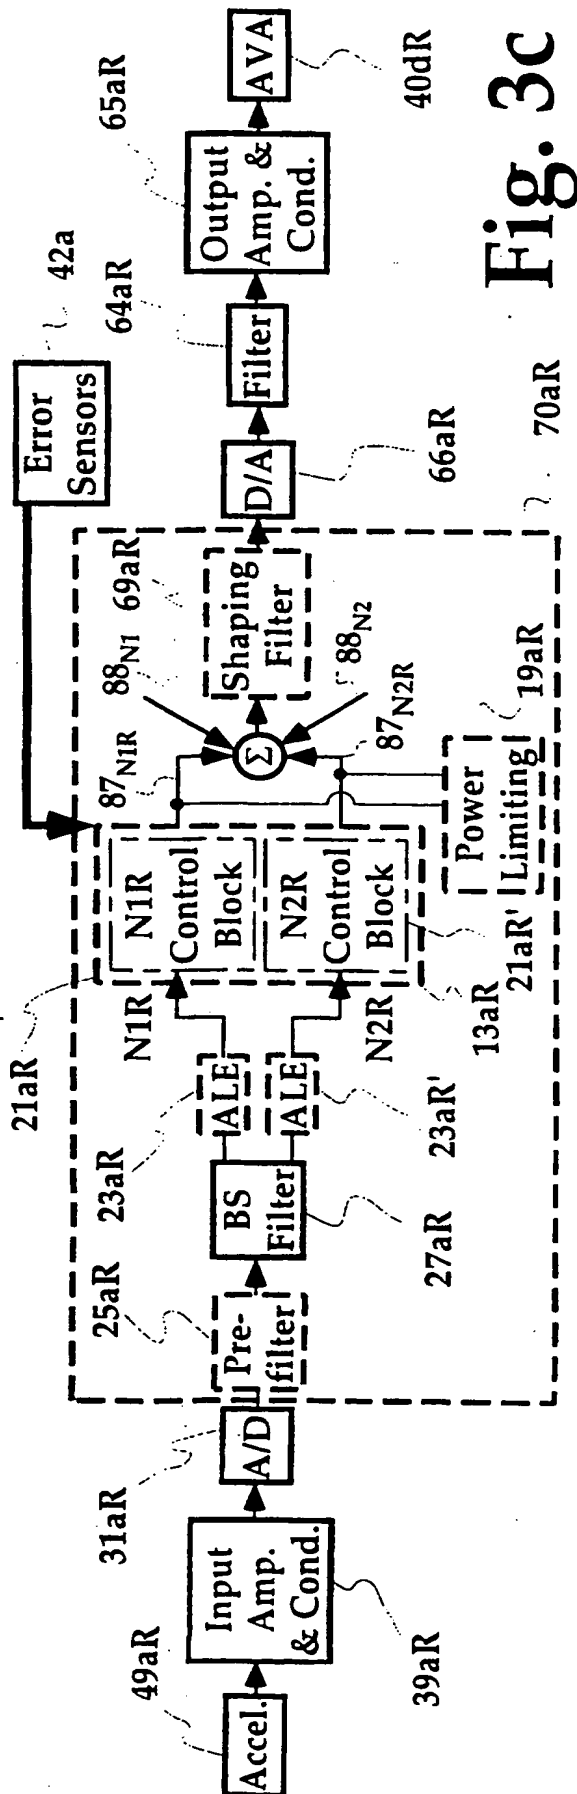 49aR
Accel.
Input
Amp.
& Cond.
39aR
31aR
A/D
25aR
Pre-
filter
BS
Filter
27aR
23aR
ALE
ALE
23aR'
21aR
N1R
N2R
N1R
Control
Block
N2R
Control
Block
13aR
21aR'
Power
Limiting
19aR
87N1R
88N1
Σ
88N2
87N2R
69aR
Shaping
Filter
70aR
Error
Sensors
42a
D/A
66aR
64aR
Filter
65aR
Output
Amp. &
Cond.
AVA
40dR
Fig. 3c